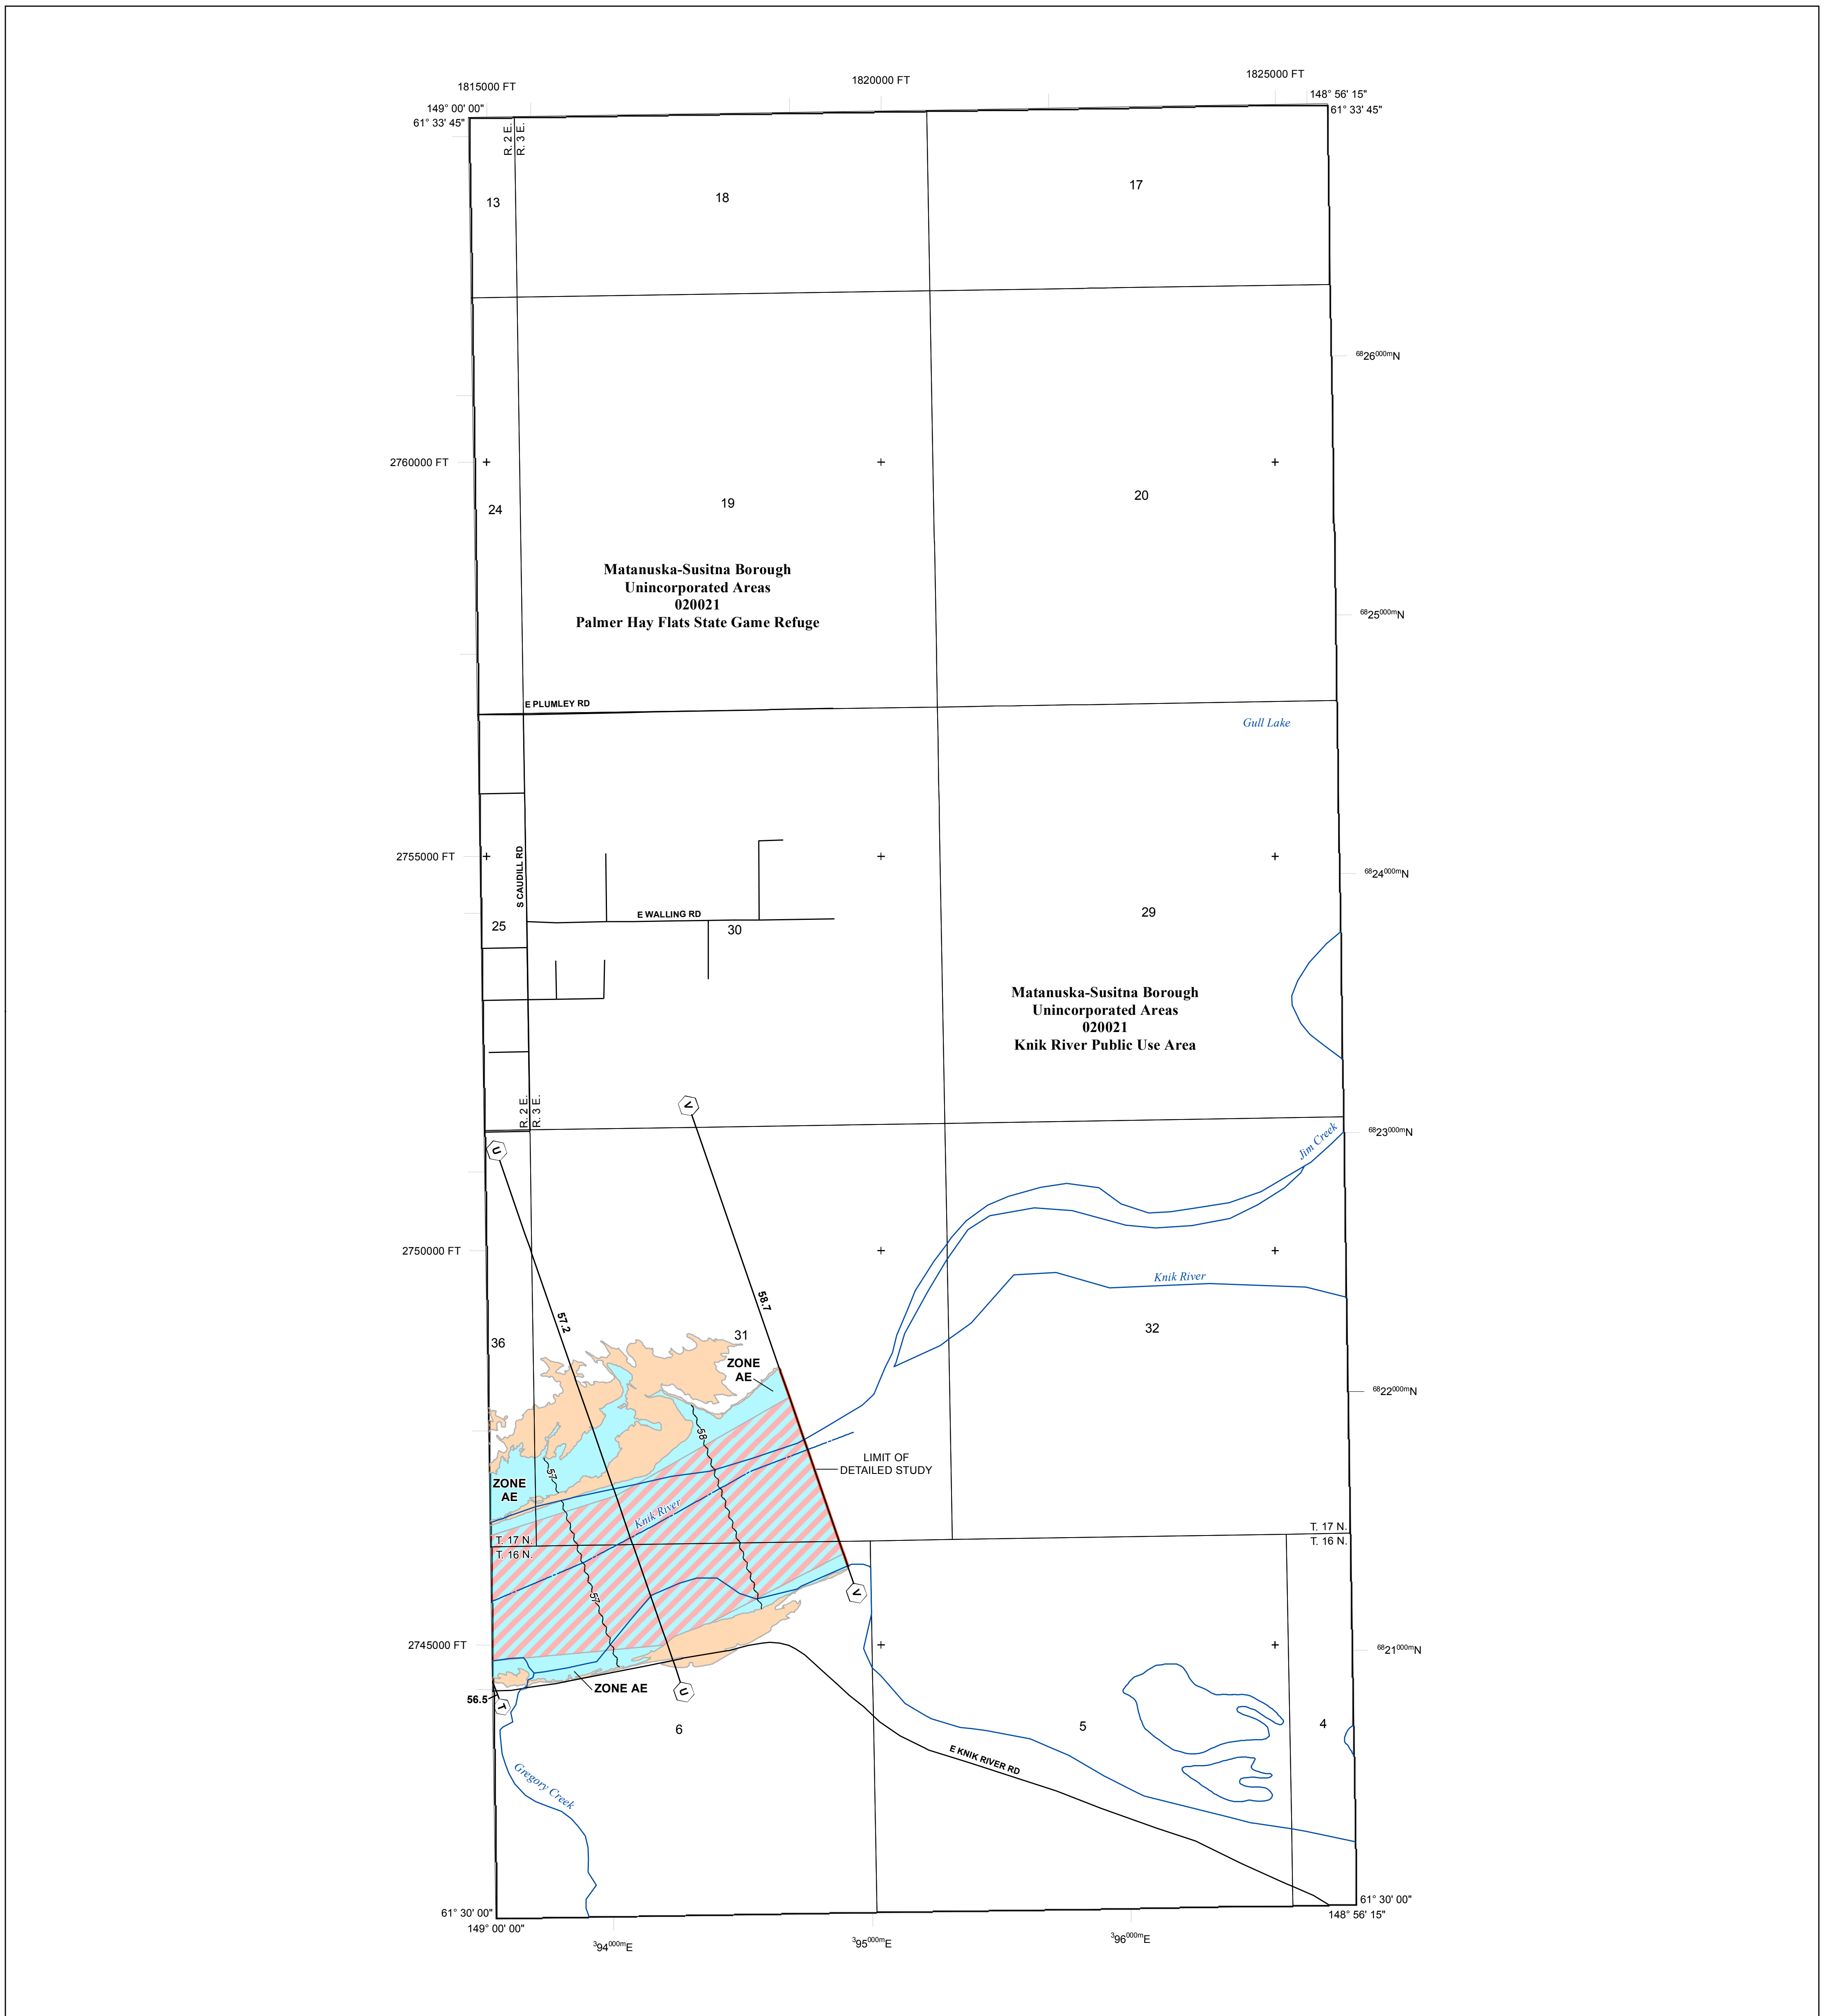 1815000 FT
1820000 FT
1825000 FT
149° 00' 00"
148° 56' 15"
61° 33' 45"
61° 33' 45"
R. 2 E.
R. 3 E.
13
18
17
6826000mN
2760000 FT
24
19
20
Matanuska-Susitna Borough
Unincorporated Areas
020021
Palmer Hay Flats State Game Refuge
6825000mN
E PLUMLEY RD
Gull Lake
2755000 FT
S CAUDILL RD
6824000mN
E WALLING RD
25
30
29
Matanuska-Susitna Borough
Unincorporated Areas
020021
Knik River Public Use Area
R. 2 E.
R. 3 E.
V
U
6823000mN
Jim Creek
2750000 FT
Knik River
58.7
57.2
36
31
32
ZONE
AE
6822000mN
58
LIMIT OF
DETAILED STUDY
57
ZONE
AE
Knik River
T. 17 N.
T. 16 N.
T. 17 N.
T. 16 N.
57
V
2745000 FT
6821000mN
ZONE AE
U
56.5
T
6
5
4
E KNIK RIVER RD
Gregory Creek
61° 30' 00"
149° 00' 00"
61° 30' 00"
148° 56' 15"
394000mE
395000mE
396000mE